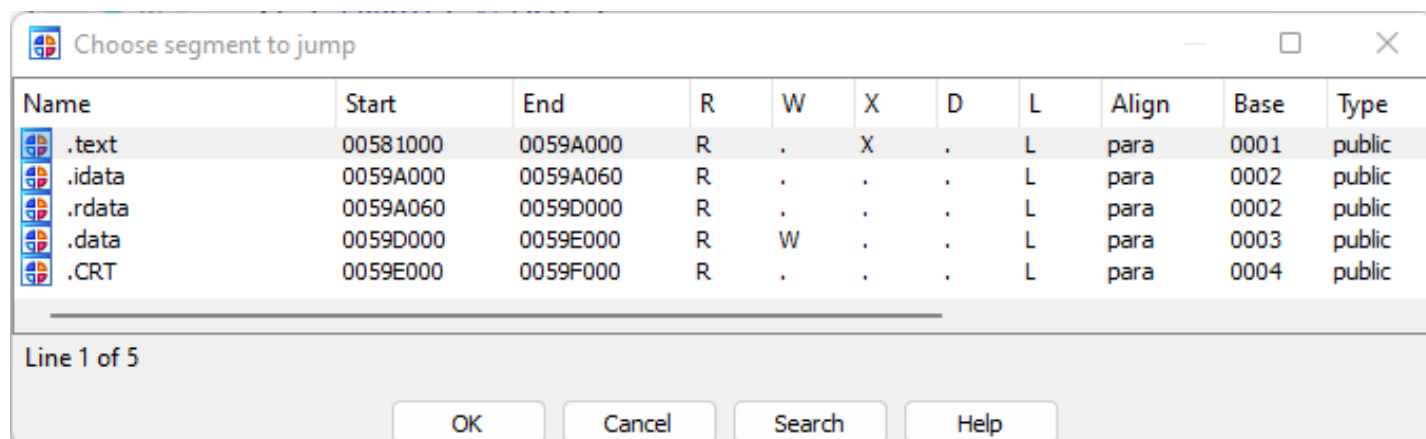 Choose segment to jump
Name Start End R W X D L Align Base Type
.text 00581000 0059A000 R . X . L para 0001 public
.idata 0059A000 0059A060 R . . . L para 0002 public
.rdata 0059A060 0059D000 R . . . L para 0002 public
.data 0059D000 0059E000 R W . . L para 0003 public
.CRT 0059E000 0059F000 R . . . L para 0004 public
Line 1 of 5
OK Cancel Search Help